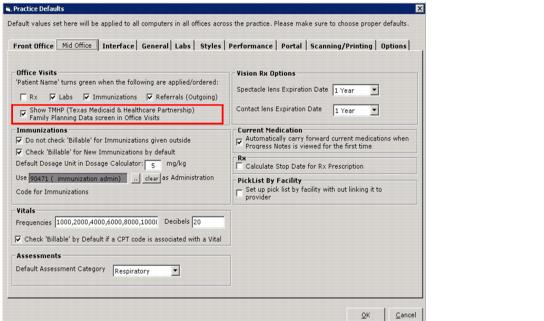 Practice Defaults
Default values set here will be applied to all computers in all offices across the practice. Please make sure to choose proper defaults.
Front Office Mid Office Interface General Labs Styles Performance Portal Scanning/Printing Options
Office Visits
'Patient Name' turns green when the following are applied/ordered:
Rx Labs Immunizations Referrals (Outgoing)
Show TMHP (Texas Medicaid & Healthcare Partnership)
Family Planning Data screen in Office Visits
Immunizations
Do not check 'Billable' for Immunizations given outside
Check 'Billable' for New Immunizations by default
Default Dosage Unit in Dosage Calculator: 5 mg/kg
Use 90471 ( immunization admin) .. clear as Administration
Code for Immunizations
Vitals
Frequencies 1000,2000,4000,6000,8000,1000( Decibels 20
Check 'Billable' by Default if a CPT code is associated with a Vital
Assessments
Default Assessment Category Respiratory
Vision Rx Options
Spectacle lens Expiration Date 1 Year
Contact lens Expiration Date 1 Year
Current Medication
Automatically carry forward current medications when
Progress Notes is viewed for the first time
Rx
Calculate Stop Date for Rx Prescription
PickList By Facility
Set up pick list by facility with out linking it to
provider
OK Cancel